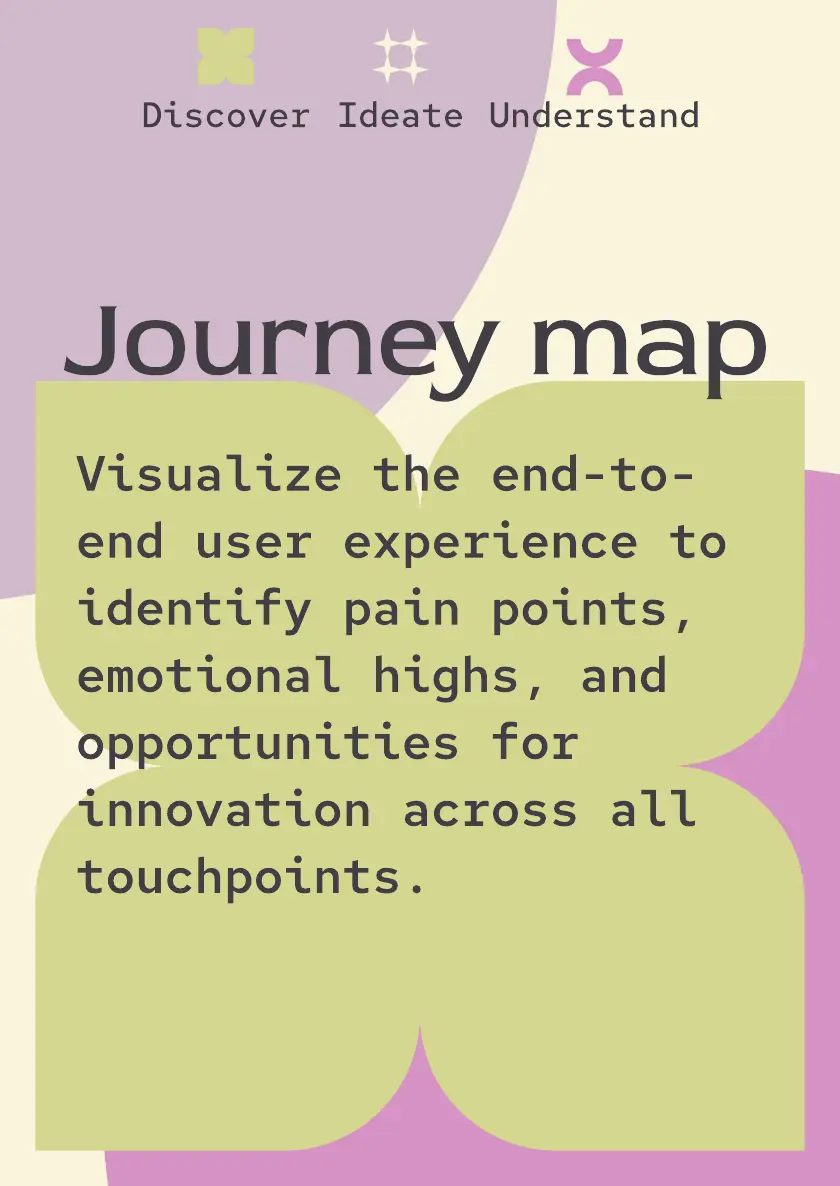 Discover Ideate Understand
Journey map
Visualize the end-to-
end user experience to
identify pain points,
emotional highs, and
opportunities for
innovation across all
touchpoints.